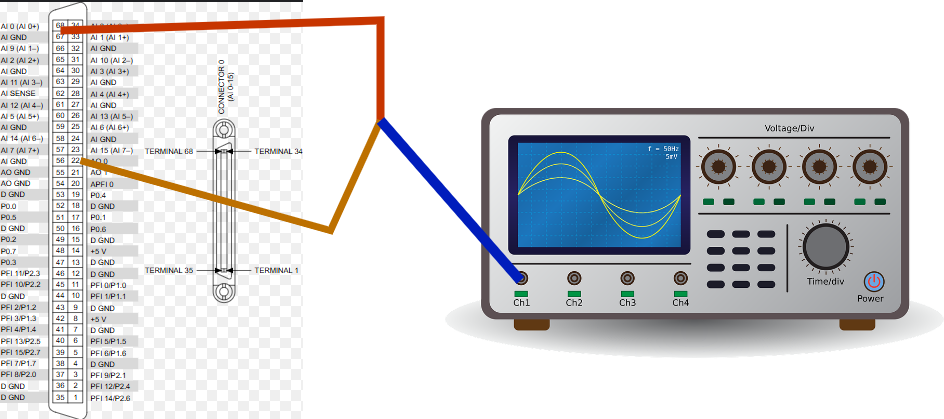 AI 0 (AI 0+) 68 34 AI 8 (AI 0–)
AI GND 67 33 AI 1 (AI 1+)
AI 9 (AI 1–) 66 32 AI GND
AI 2 (AI 2+) 65 31 AI 10 (AI 2–)
AI GND 64 30 AI 3 (AI 3+)
AI 11 (AI 3–) 63 29 AI GND
AI SENSE 62 28 AI 4 (AI 4+)
AI 12 (AI 4–) 61 27 AI GND
AI 5 (AI 5+) 60 26 AI 13 (AI 5–)
AI GND 59 25 AI 6 (AI 6+)
AI 14 (AI 6–) 58 24 AI GND
AI 7 (AI 7+) 57 23 AI 15 (AI 7–)
AI GND 56 22 AO 0
AO GND 55 21 AO 1
AO GND 54 20 APFI 0
D GND 53 19 P0.4
P0.0 52 18 D GND
P0.5 51 17 P0.1
D GND 50 16 P0.6
P0.2 49 15 D GND
P0.7 48 14 +5 V
P0.3 47 13 D GND
PFI 11/P2.3 46 12 D GND
PFI 10/P2.2 45 11 PFI 0/P1.0
D GND 44 10 PFI 1/P1.1
PFI 2/P1.2 43 9 D GND
PFI 3/P1.3 42 8 +5 V
PFI 4/P1.4 41 7 D GND
PFI 13/P2.5 40 6 PFI 5/P1.5
PFI 15/P2.7 39 5 PFI 6/P1.6
PFI 7/P1.7 38 4 D GND
PFI 8/P2.0 37 3 PFI 9/P2.1
D GND 36 2 PFI 12/P2.4
D GND 35 1 PFI 14/P2.6
CONNECTOR 0
(AI 0-15)
TERMINAL 68 TERMINAL 34
TERMINAL 35 TERMINAL 1
f = 50Hz
5mV
Voltage/Div
Time/div
Power
Ch1 Ch2 Ch3 Ch4